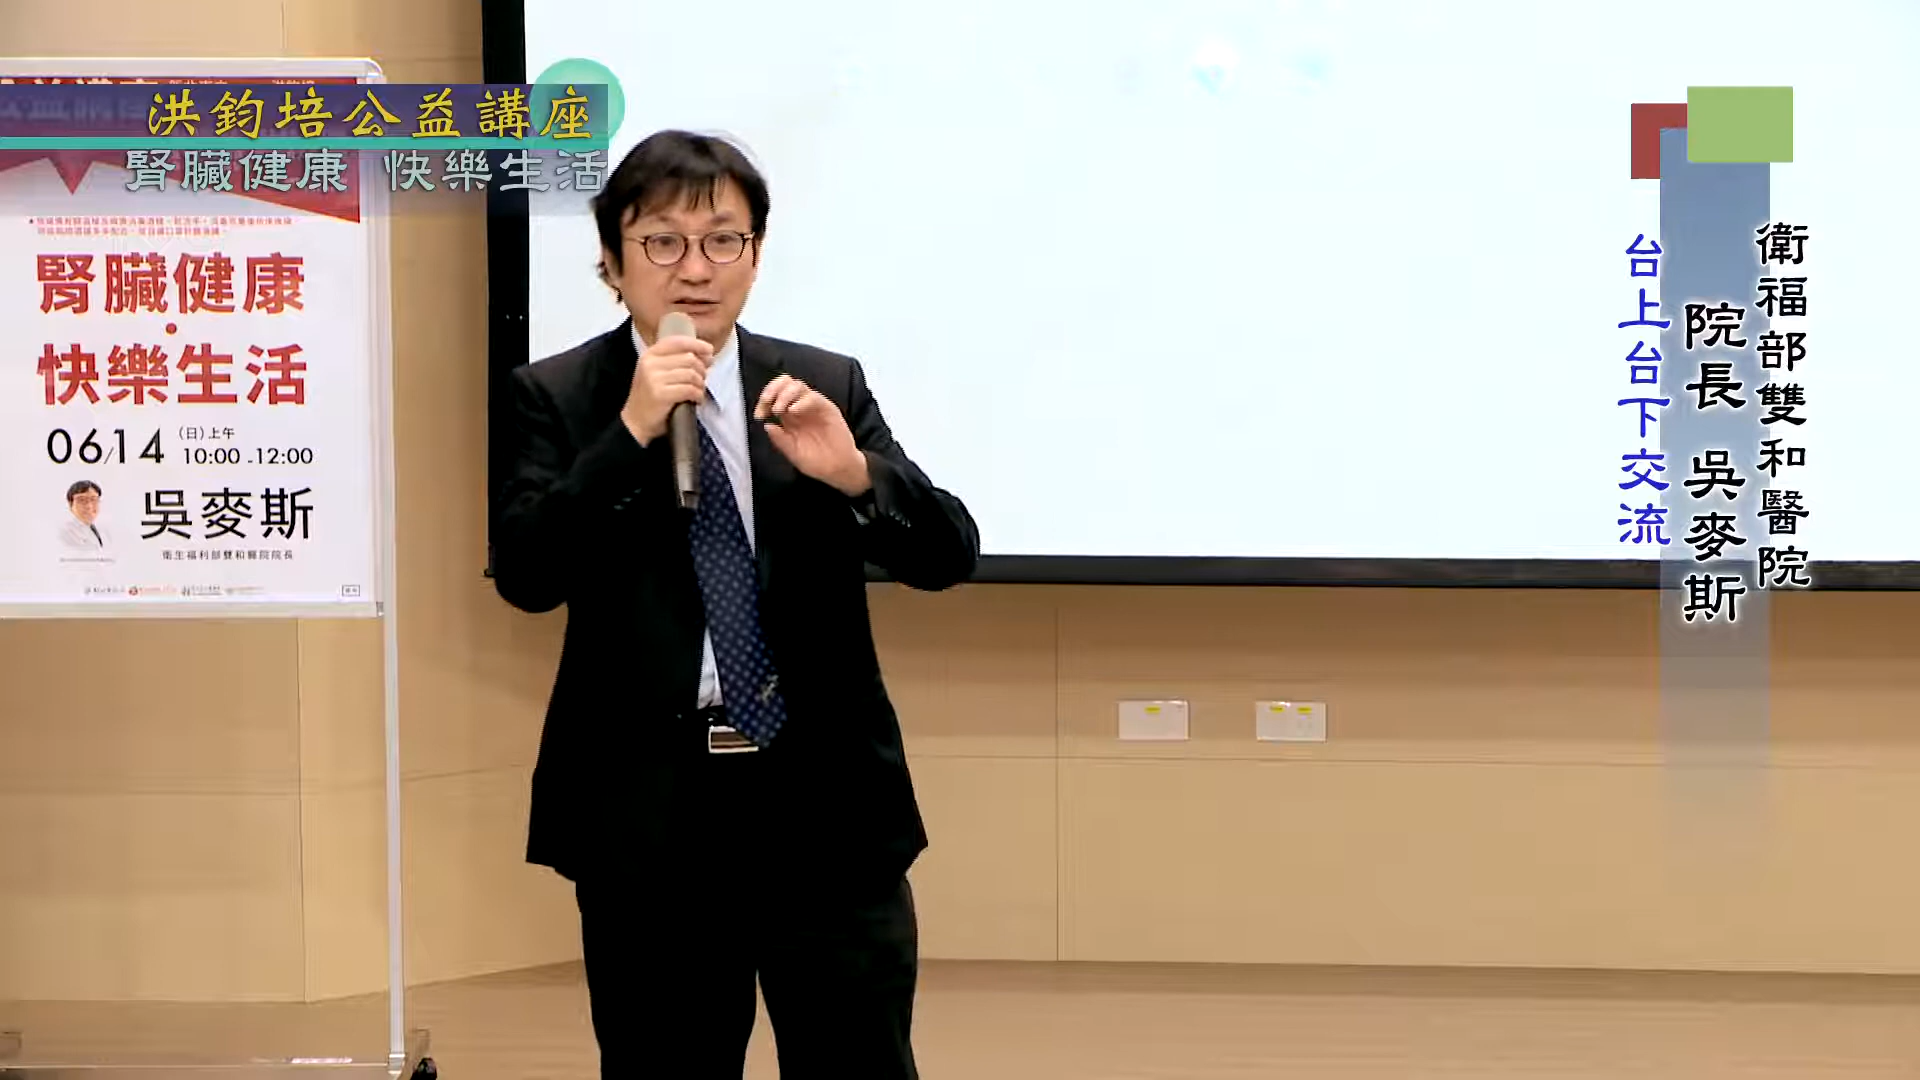 洪鈞培公益講座
腎臟健康 快樂生活
腎臟健康
·
快樂生活
06/14 (日)上午
10:00 -12:00
吳麥斯
衛生福利部雙和醫院院長
衛福部雙和醫院
院長 吳麥斯
台上台下交流